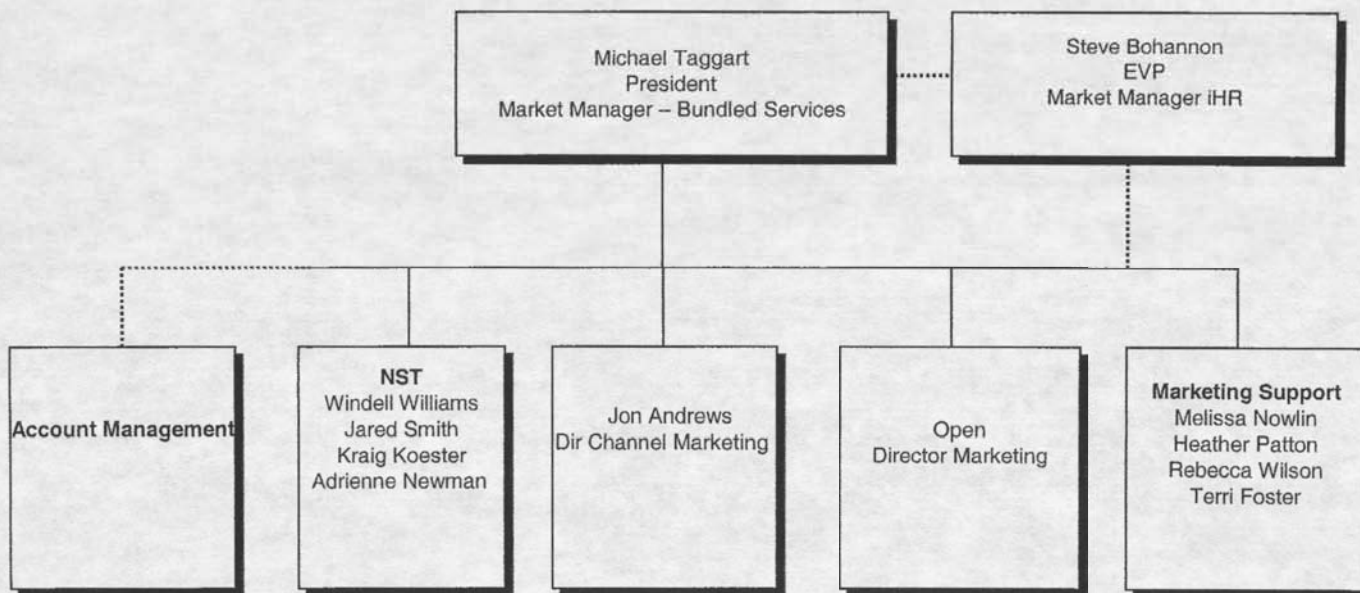 Michael Taggart
President
Market Manager – Bundled Services
Steve Bohannon
EVP
Market Manager iHR
Account Management
NST
Windell Williams
Jared Smith
Kraig Koester
Adrienne Newman
Jon Andrews
Dir Channel Marketing
Open
Director Marketing
Marketing Support
Melissa Nowlin
Heather Patton
Rebecca Wilson
Terri Foster